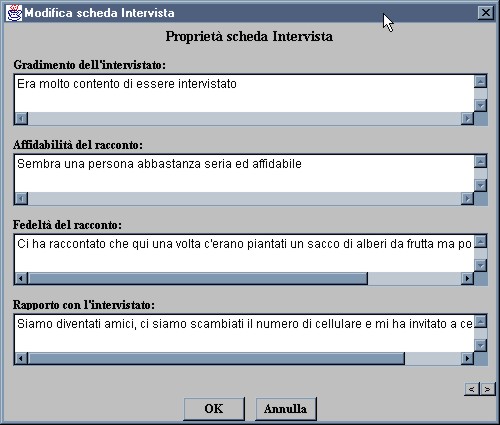 Modifica scheda Intervista
Proprietà scheda Intervista
Gradimento dell'intervistato:
Era molto contento di essere intervistato
Affidabilità del racconto:
Sembra una persona abbastanza seria ed affidabile
Fedeltà del racconto:
Ci ha raccontato che qui una volta c'erano piantati un sacco di alberi da frutta ma po
Rapporto con l'intervistato:
Siamo diventati amici, ci siamo scambiati il numero di cellulare e mi ha invitato a ce
< >
OK Annulla